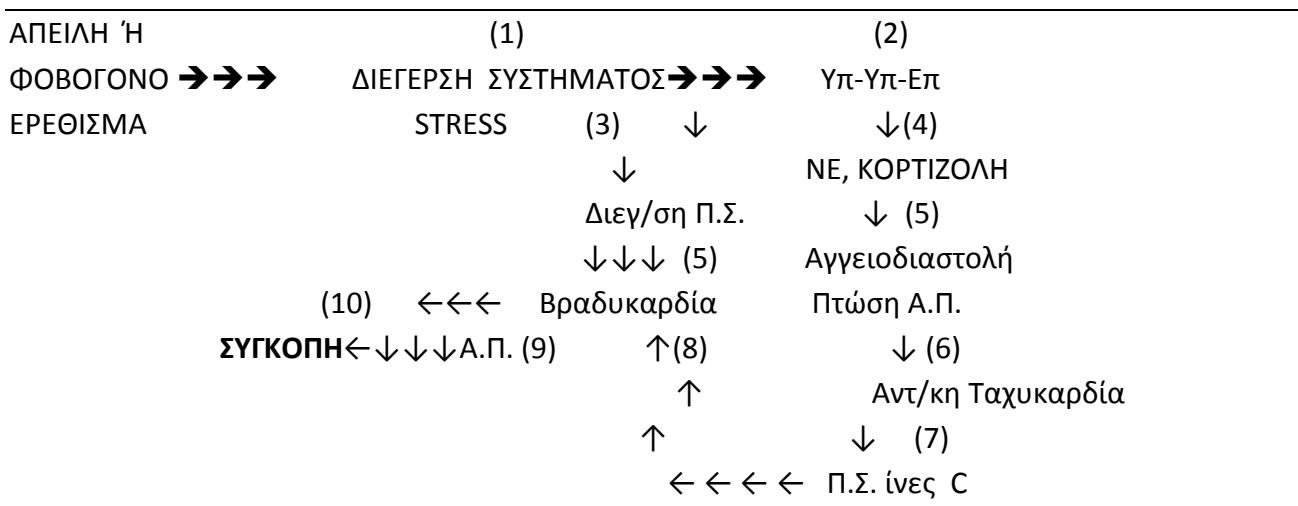 ΑΠΕΙΛΗ Ή (1) (2)
ΦΟΒΟΓΟΝΟ ➔➔➔ ΔΙΕΓΕΡΣΗ ΣΥΣΤΗΜΑΤΟΣ➔➔➔ Υπ-Υπ-Επ
ΕΡΕΘΙΣΜΑ STRESS (3) ↓ ↓(4)
↓ ΝΕ, ΚΟΡΤΙΖΟΛΗ
Διεγ/ση Π.Σ. ↓ (5)
↓↓↓ (5) Αγγειοδιαστολή
(10) ←←← Βραδυκαρδία Πτώση Α.Π.
ΣΥΓΚΟΠΗ←↓↓↓Α.Π. (9) ↑(8) ↓ (6)
↑ Αντ/κη Ταχυκαρδία
↑ ↓ (7)
← ← ← ← Π.Σ. ίνες C